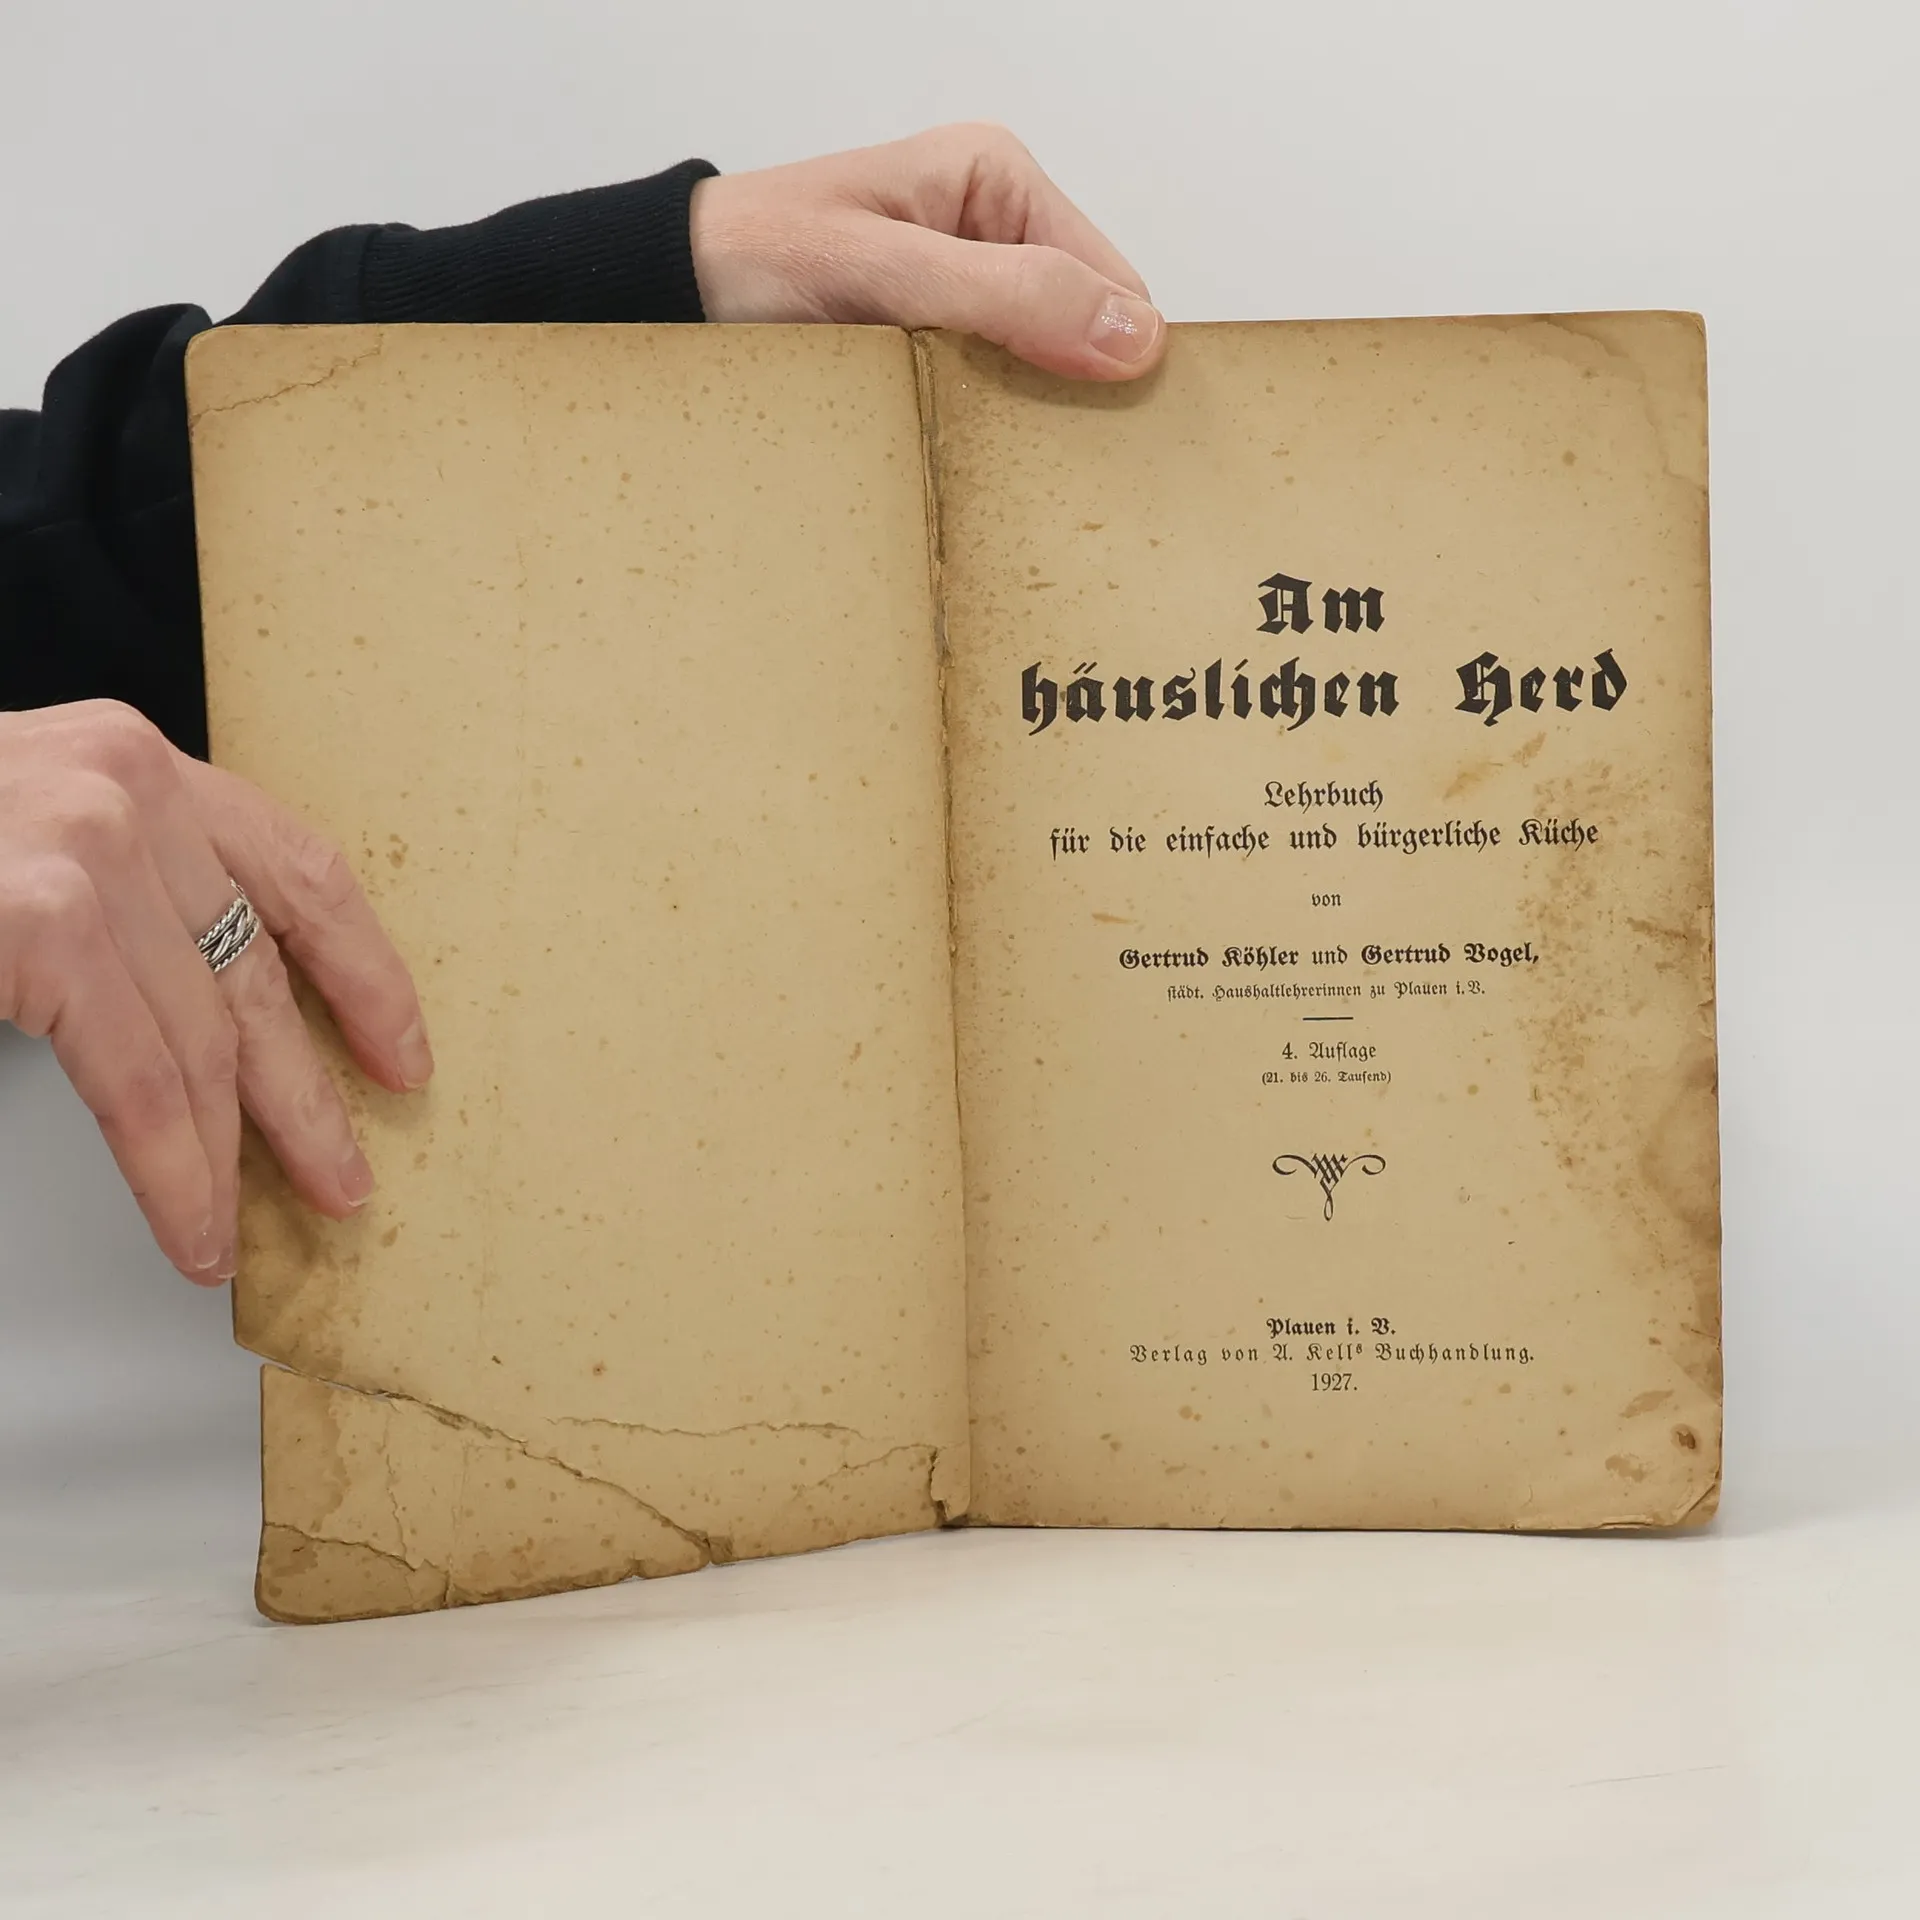 Am
häuslichen Herd
Lehrbuch
für die einfache und bürgerliche Küche
von
Gertrud Köhler und Gertrud Vogel,
städt. Haushaltlehrerinnen zu Plauen i. V.
4. Auflage
(21. bis 26. Tausend)
Plauen i. V.
Verlag von A. Kells Buchhandlung.
1927.